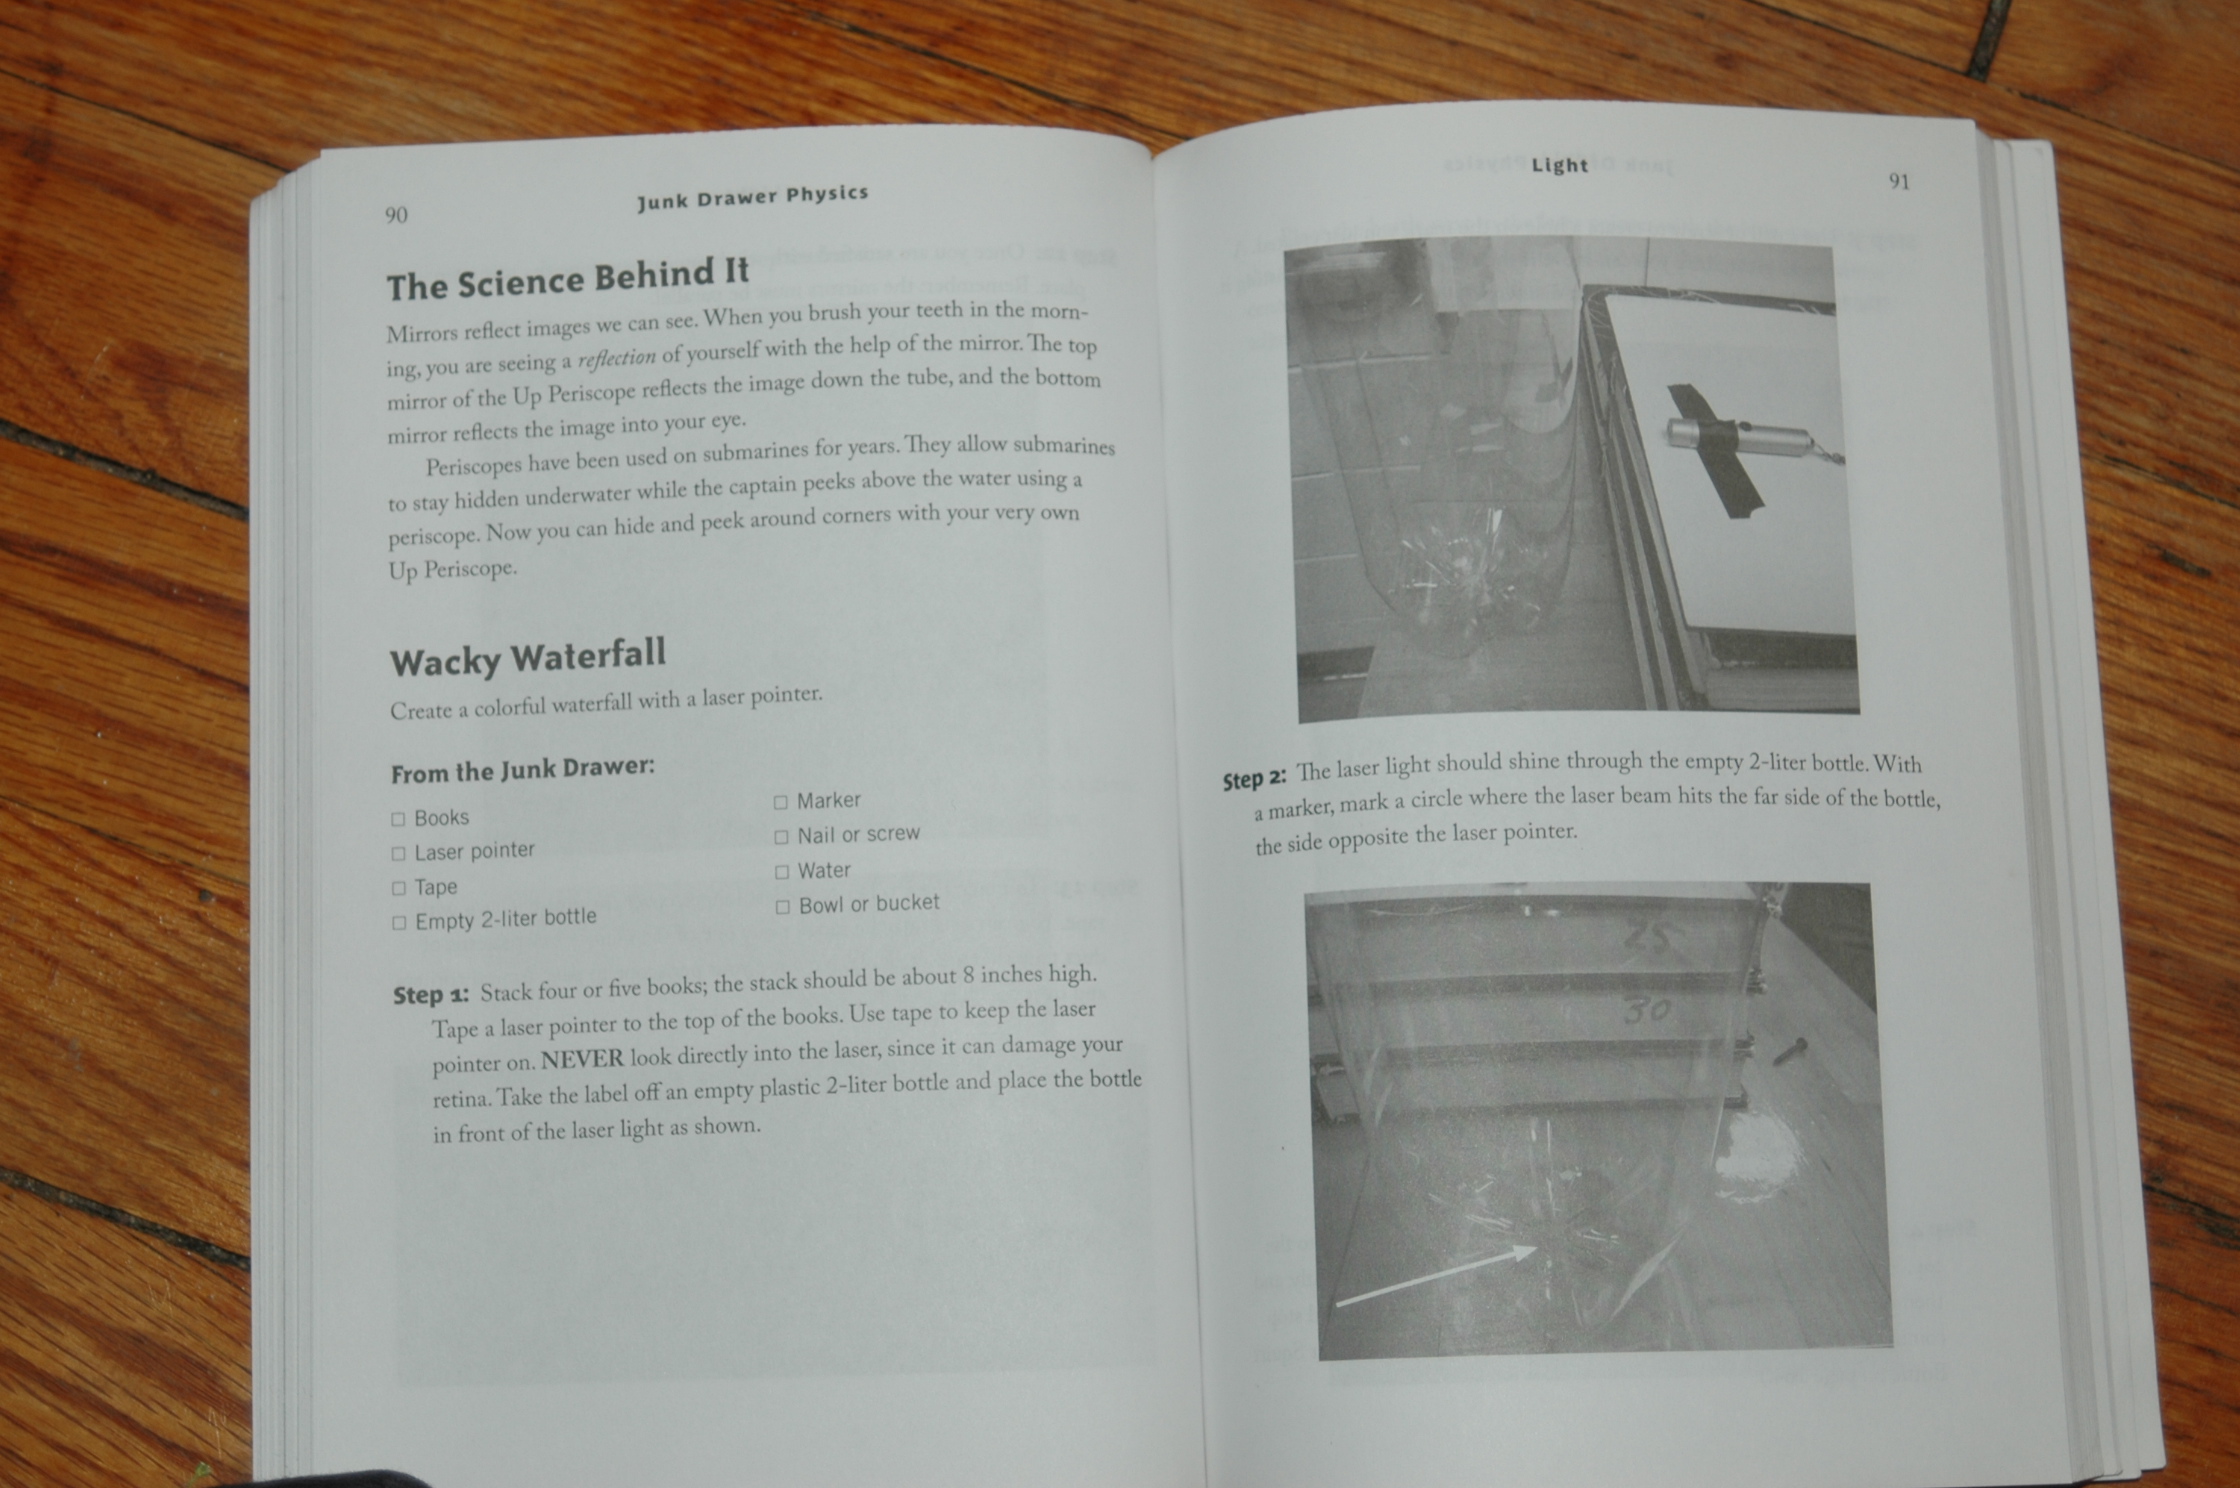 90
Junk Drawer Physics
The Science Behind It
Mirrors reflect images we can see. When you brush your teeth in the morn-
ing, you are seeing a reflection of yourself with the help of the mirror. The top
mirror of the Up Periscope reflects the image down the tube, and the bottom
mirror reflects the image into your eye.
Periscopes have been used on submarines for years. They allow submarines
to stay hidden underwater while the captain peeks above the water using a
periscope. Now you can hide and peek around corners with your very own
Up Periscope.
Wacky Waterfall
Create a colorful waterfall with a laser pointer.
From the Junk Drawer:
□ Books
□ Laser pointer
□ Tape
□ Empty 2-liter bottle
□ Marker
□ Nail or screw
□ Water
□ Bowl or bucket
Step 1: Stack four or five books; the stack should be about 8 inches high.
Tape a laser pointer to the top of the books. Use tape to keep the laser
pointer on. NEVER look directly into the laser, since it can damage your
retina. Take the label off an empty plastic 2-liter bottle and place the bottle
in front of the laser light as shown.
Light
91
Step 2: The laser light should shine through the empty 2-liter bottle. With
a marker, mark a circle where the laser beam hits the far side of the bottle,
the side opposite the laser pointer.
25
30